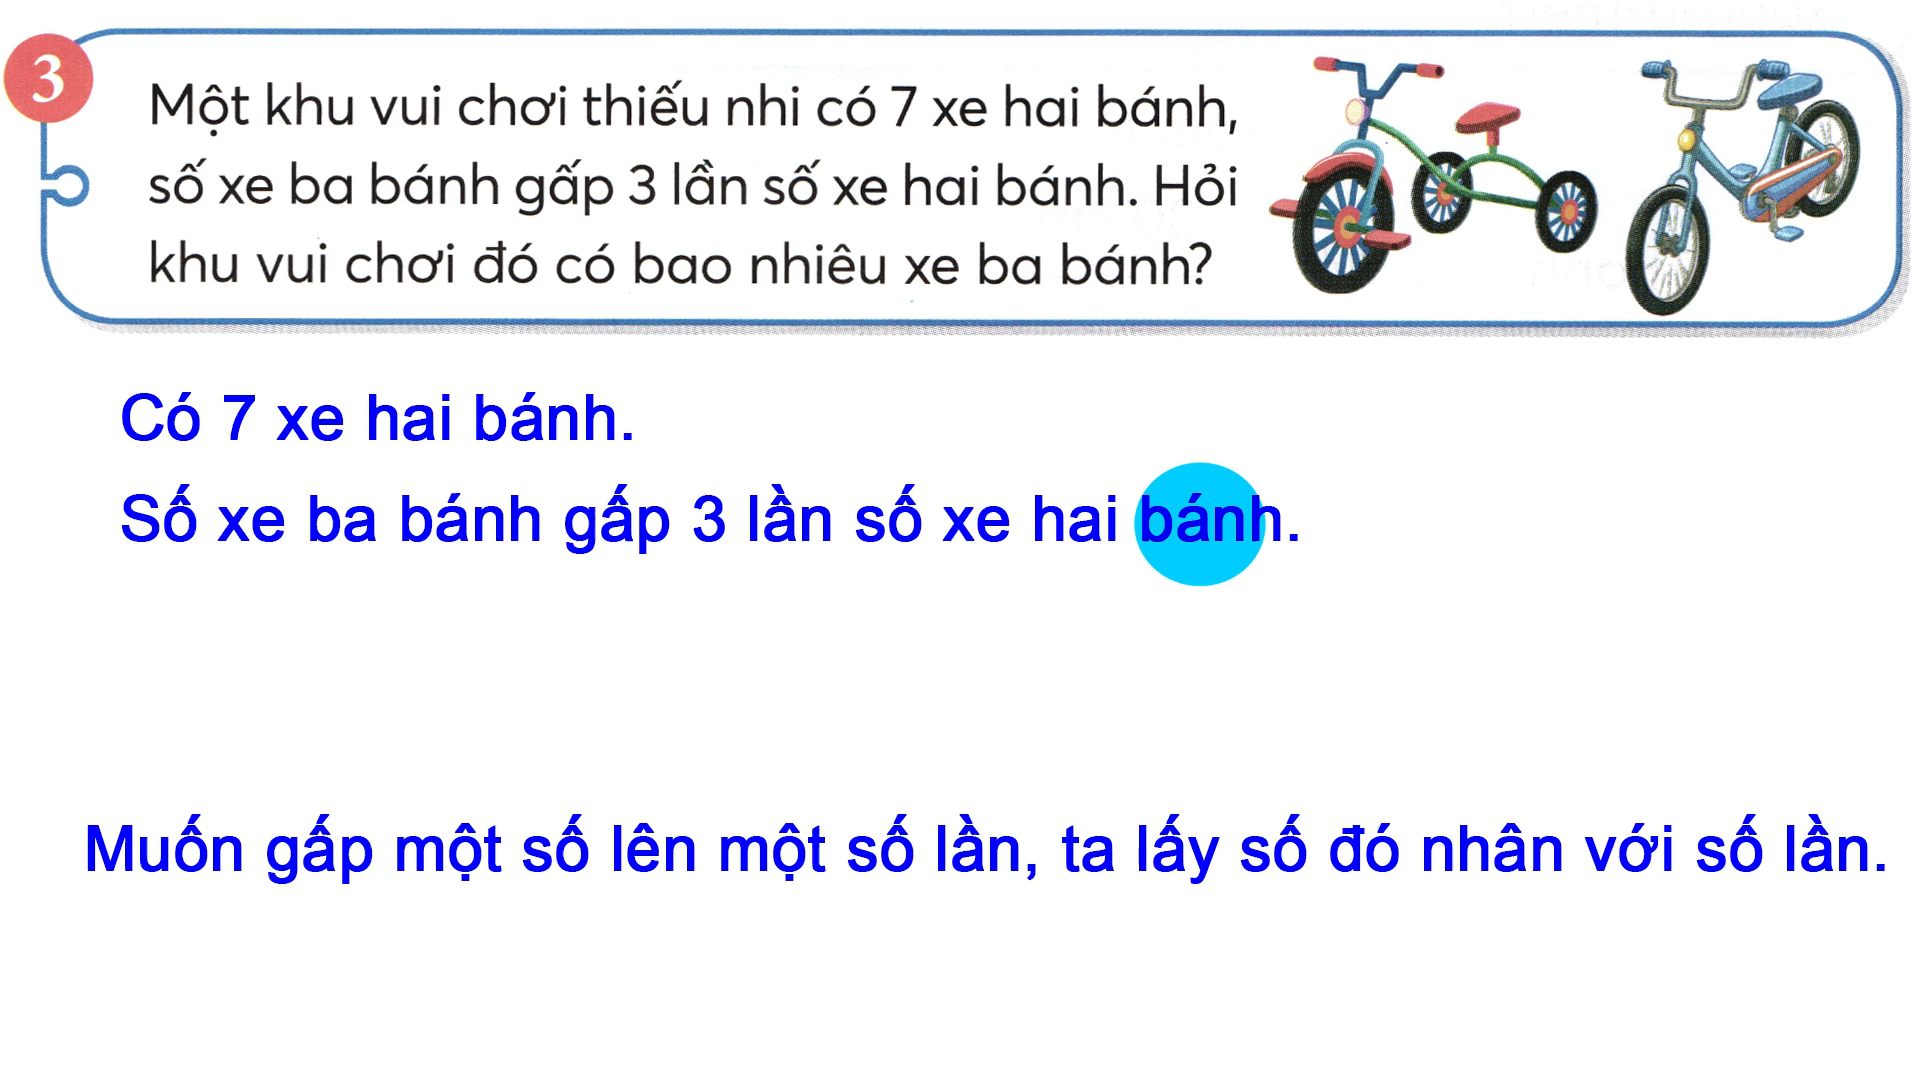 3
Một khu vui chơi thiếu nhi có 7 xe hai bánh,
số xe ba bánh gấp 3 lần số xe hai bánh. Hỏi
khu vui chơi đó có bao nhiêu xe ba bánh?
Có 7 xe hai bánh.
Số xe ba bánh gấp 3 lần số xe hai bánh.
Muốn gấp một số lên một số lần, ta lấy số đó nhân với số lần.